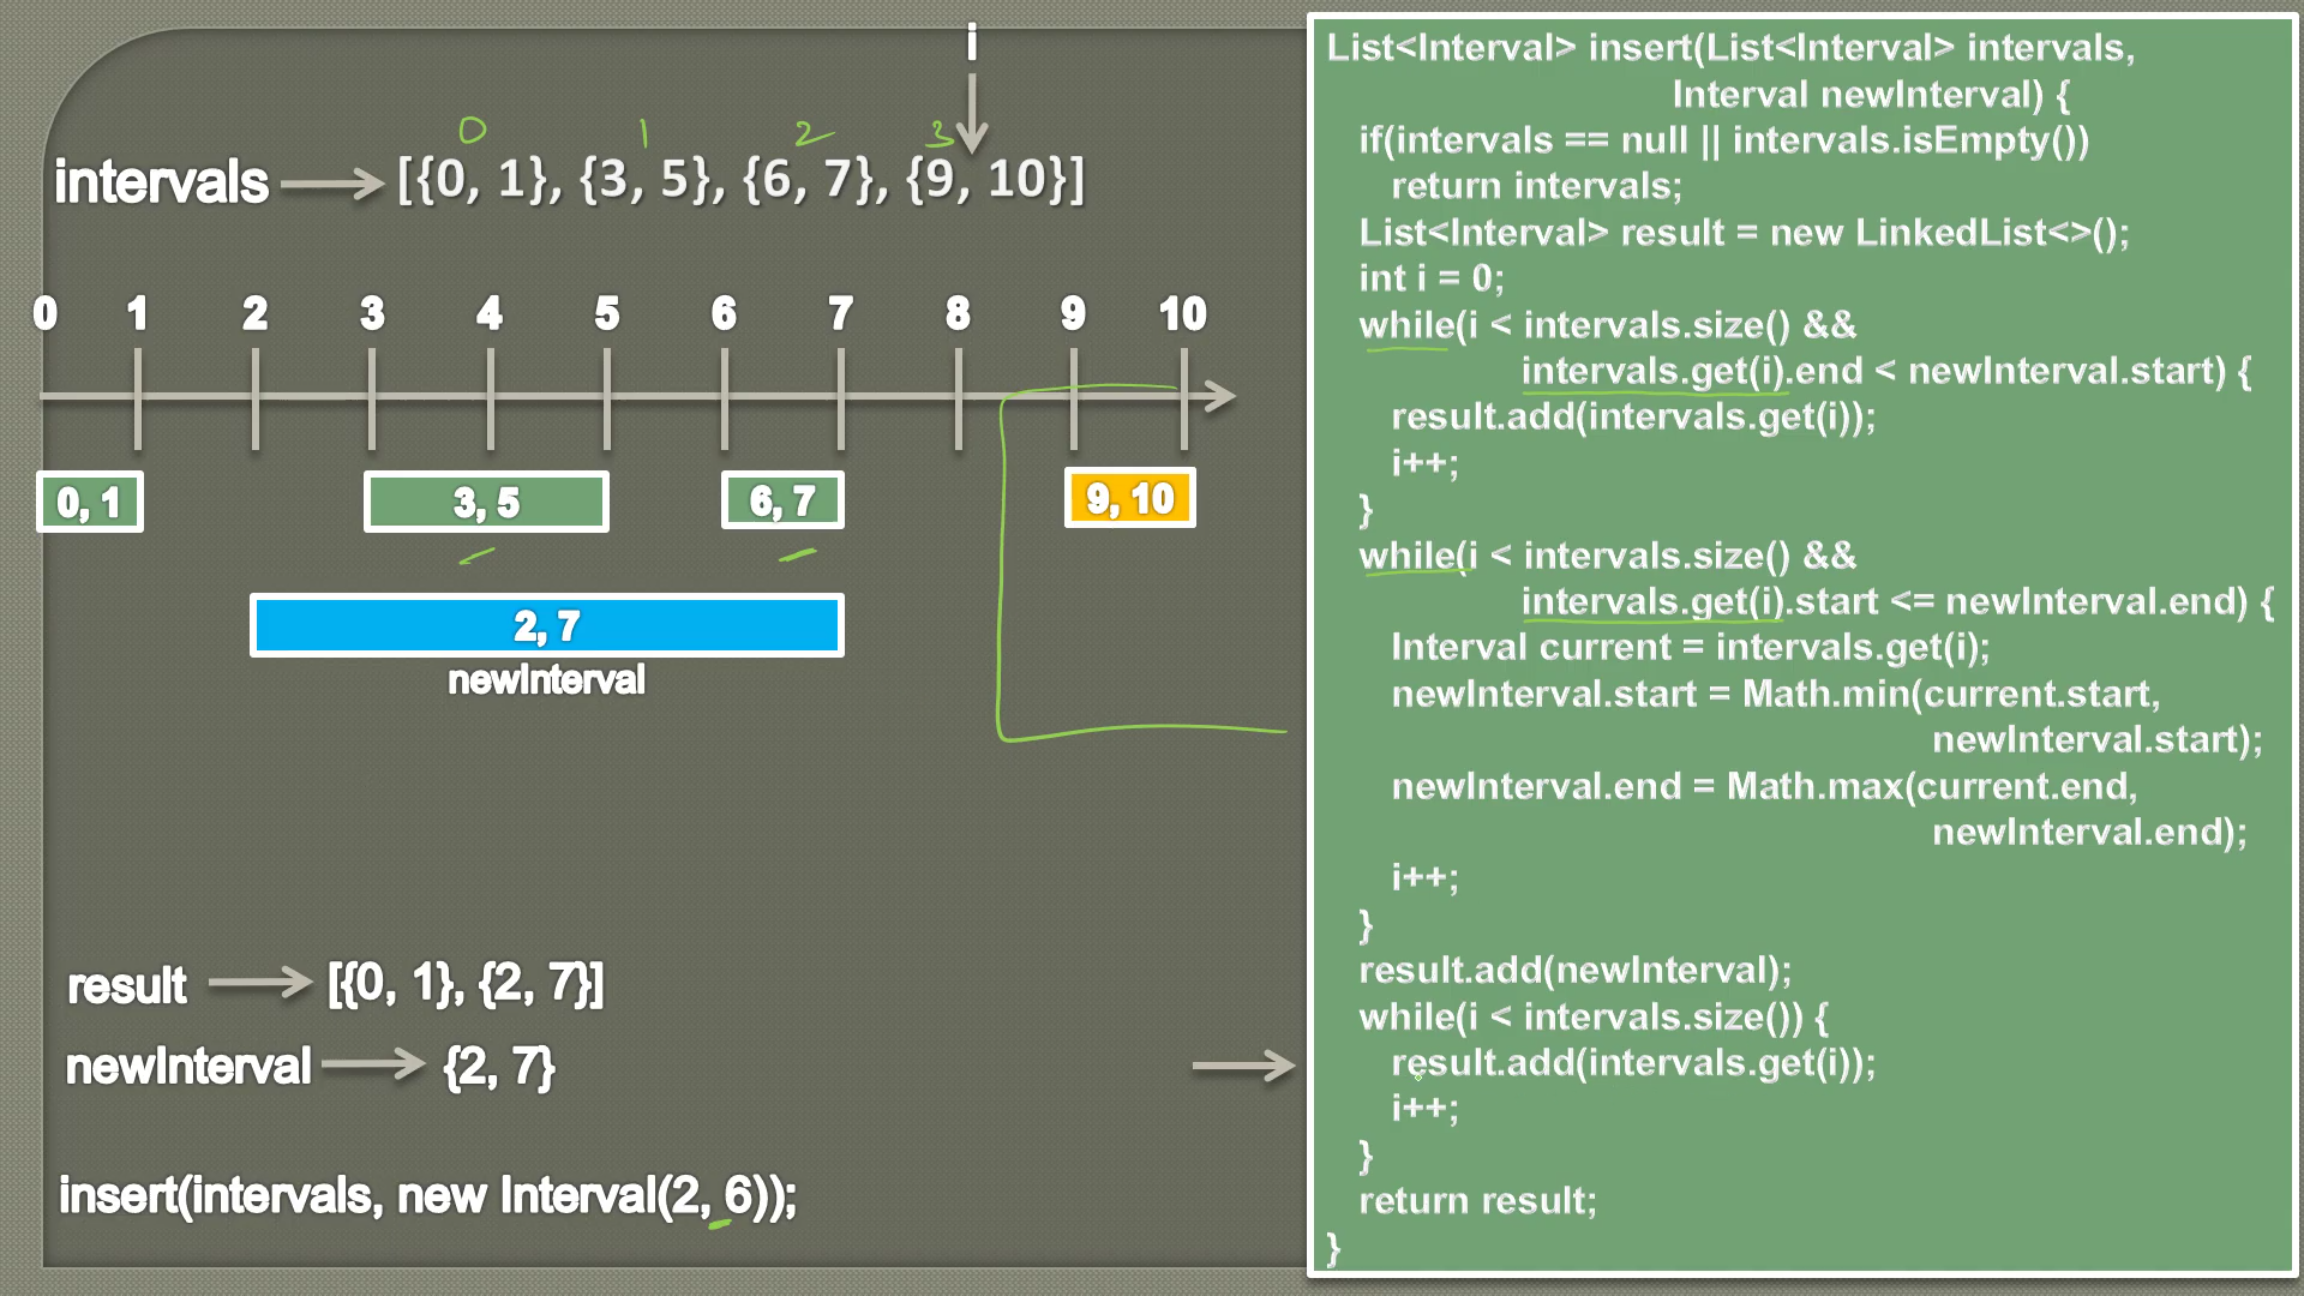 i
0 1 2 3
intervals [{0, 1}, {3, 5}, {6, 7}, {9, 10}]
0 1 2 3 4 5 6 7 8 9 10
0, 1 3, 5 6, 7 9, 10
2, 7
newInterval
result [{0, 1}, {2, 7}]
newInterval {2, 7}
insert(intervals, new Interval(2, 6));
List<Interval> insert(List<Interval> intervals,
Interval newInterval) {
if(intervals == null || intervals.isEmpty())
return intervals;
List<Interval> result = new LinkedList<>();
int i = 0;
while(i < intervals.size() &&
intervals.get(i).end < newInterval.start) {
result.add(intervals.get(i));
i++;
}
while(i < intervals.size() &&
intervals.get(i).start <= newInterval.end) {
Interval current = intervals.get(i);
newInterval.start = Math.min(current.start,
newInterval.start);
newInterval.end = Math.max(current.end,
newInterval.end);
i++;
}
result.add(newInterval);
while(i < intervals.size()) {
result.add(intervals.get(i));
i++;
}
return result;
}